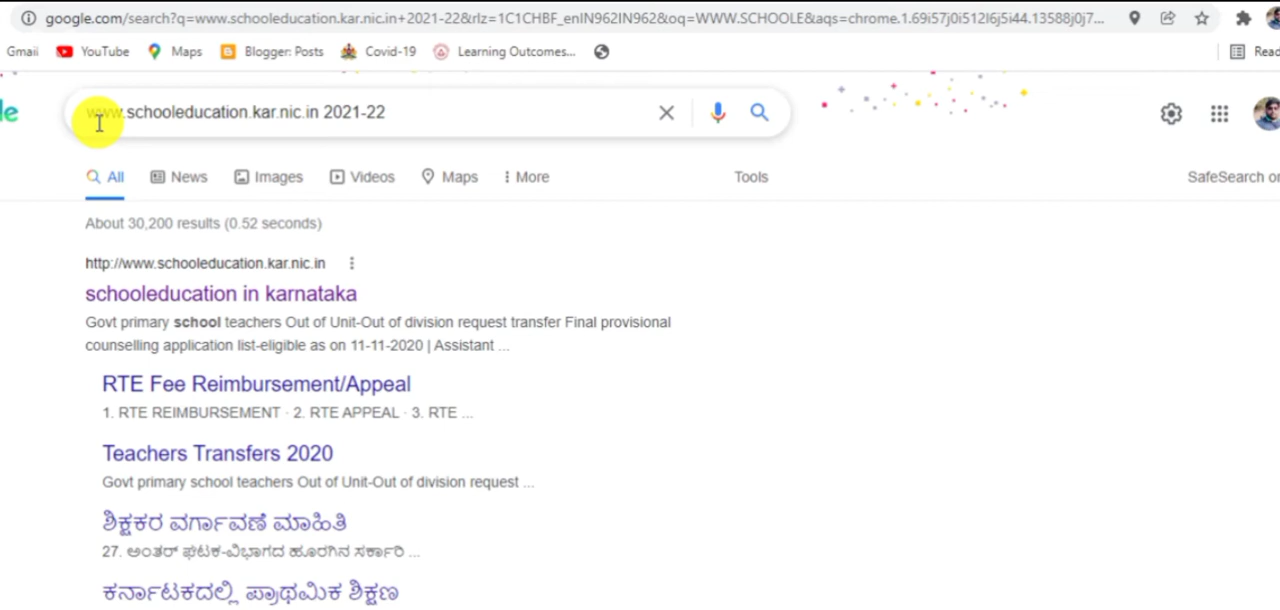 google.com/search?q=www.schooleducation.kar.nic.in+2021-22&rlz=1C1CHBF_enIN962IN962&oq=WWW.SCHOOLE&aqs=chrome.1.69i57j0i512l6j5i44.13588j0j7...
Gmail YouTube Maps Blogger: Posts Covid-19 Learning Outcomes... Read
le
www.schooleducation.kar.nic.in 2021-22
All News Images Videos Maps More Tools SafeSearch on
About 30,200 results (0.52 seconds)
http://www.schooleducation.kar.nic.in
schooleducation in karnataka
Govt primary school teachers Out of Unit-Out of division request transfer Final provisional
counselling application list-eligible as on 11-11-2020 | Assistant ...
RTE Fee Reimbursement/Appeal
1. RTE REIMBURSEMENT · 2. RTE APPEAL · 3. RTE ...
Teachers Transfers 2020
Govt primary school teachers Out of Unit-Out of division request ...
ಶಿಕ್ಷಕರ ವರ್ಗಾವಣೆ ಮಾಹಿತಿ
27. ಅಂತರ್ ಘಟಕ-ವಿಭಾಗದ ಹೊರಗಿನ ಸರ್ಕಾರಿ ...
ಕರ್ನಾಟಕದಲ್ಲಿ ಪ್ರಾಥಮಿಕ ಶಿಕ್ಷಣ